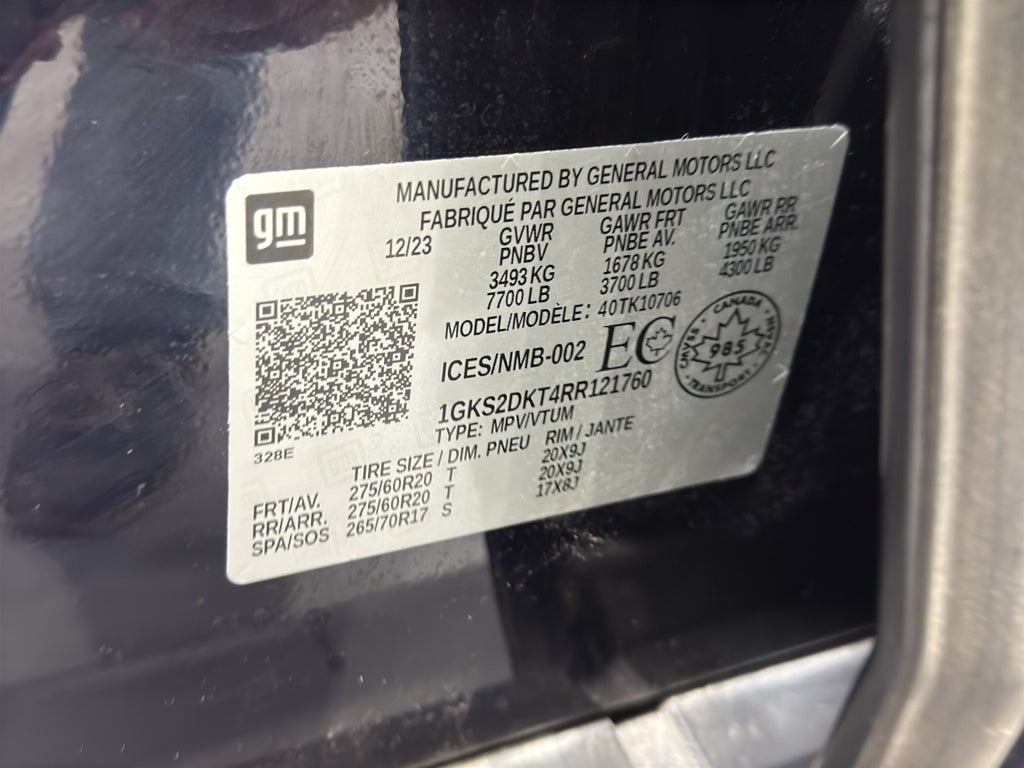 gm
MANUFACTURED BY GENERAL MOTORS LLC
FABRIQUÉ PAR GENERAL MOTORS LLC
12/23
GVWR GAWR FRT GAWR RR
PNBV PNBE AV. PNBE ARR.
3493 KG 1678 KG 1950 KG
7700 LB 3700 LB 4300 LB
MODEL/MODÈLE: 40TK10706
ICES/NMB-002 EC
CANADA
985
TRANSPORT
1GKS2DKT4RR121760
TYPE: MPV/VTUM
328E
TIRE SIZE / DIM. PNEU RIM / JANTE
FRT/AV. 275/60R20 T 20X9J
RR/ARR. 275/60R20 T 20X9J
SPA/SOS 265/70R17 S 17X8J